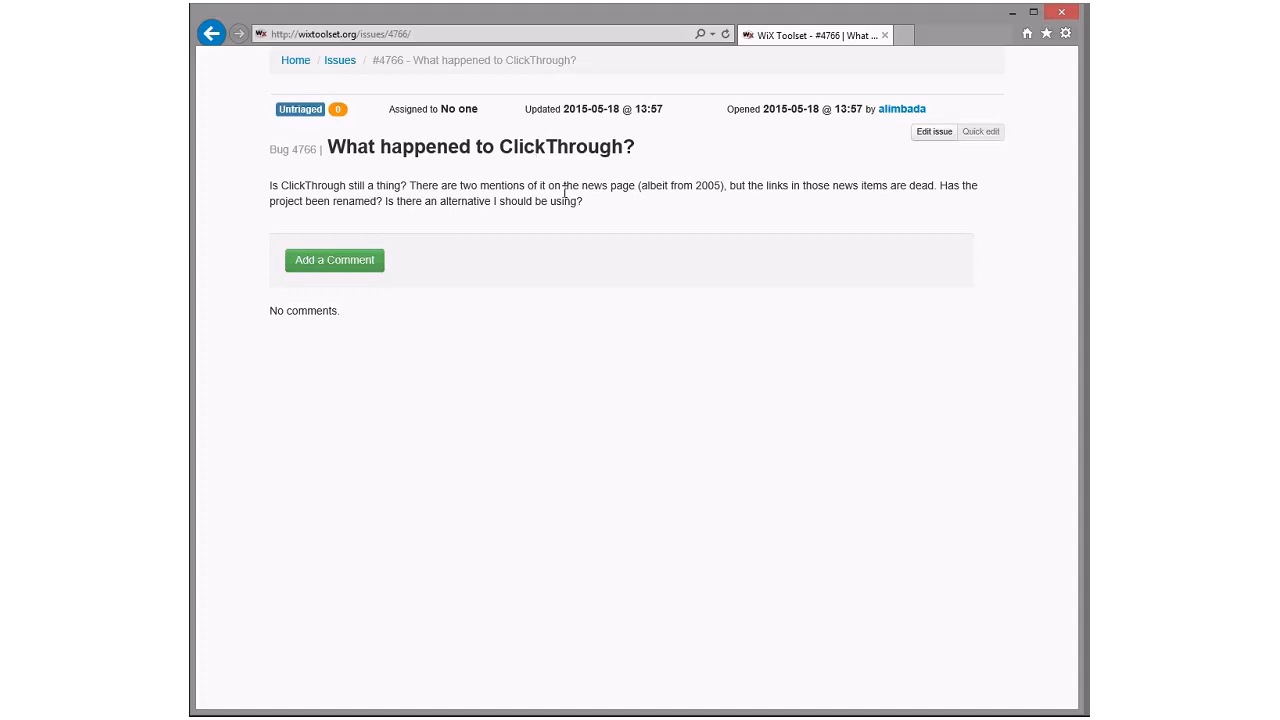 http://wixtoolset.org/issues/4766/
WiX Toolset - #4766 | What ...
Home / Issues / #4766 - What happened to ClickThrough?
Untriaged 0 Assigned to No one Updated 2015-05-18 @ 13:57 Opened 2015-05-18 @ 13:57 by alimbada
Edit issue Quick edit
Bug 4766 | What happened to ClickThrough?
Is ClickThrough still a thing? There are two mentions of it on the news page (albeit from 2005), but the links in those news items are dead. Has the
project been renamed? Is there an alternative I should be using?
Add a Comment
No comments.